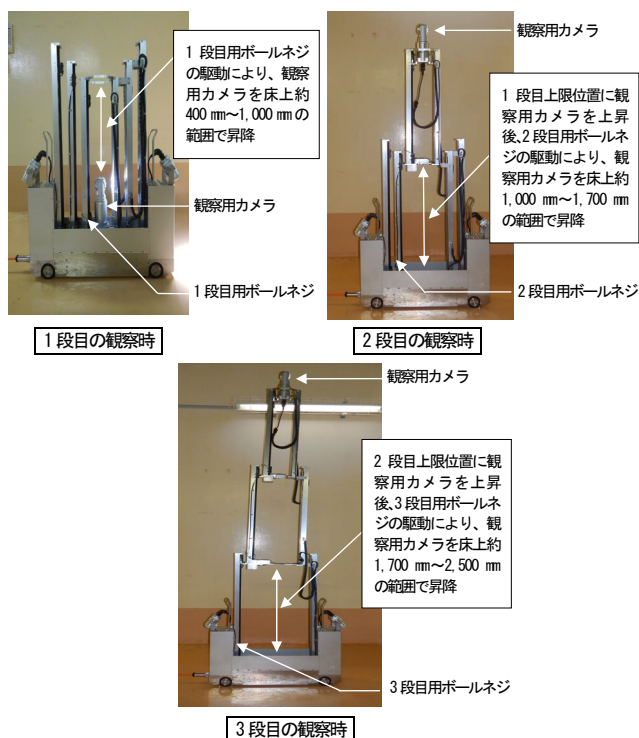 1 段目用ボールネジ
の駆動により、観察
用カメラを床上約
400 ㎜～1,000 ㎜の
範囲で昇降
観察用カメラ
1 段目用ボールネジ
1 段目の観察時
観察用カメラ
1 段目上限位置に観
察用カメラを上昇
後、2 段目用ボールネ
ジの駆動により、観
察用カメラを床上約
1,000 ㎜～1,700 ㎜
の範囲で昇降
2 段目用ボールネジ
2 段目の観察時
観察用カメラ
2 段目上限位置に観
察用カメラを上昇
後、3 段目用ボールネ
ジの駆動により、観
察用カメラを床上約
1,700 ㎜～2,500 ㎜
の範囲で昇降
3 段目用ボールネジ
3 段目の観察時